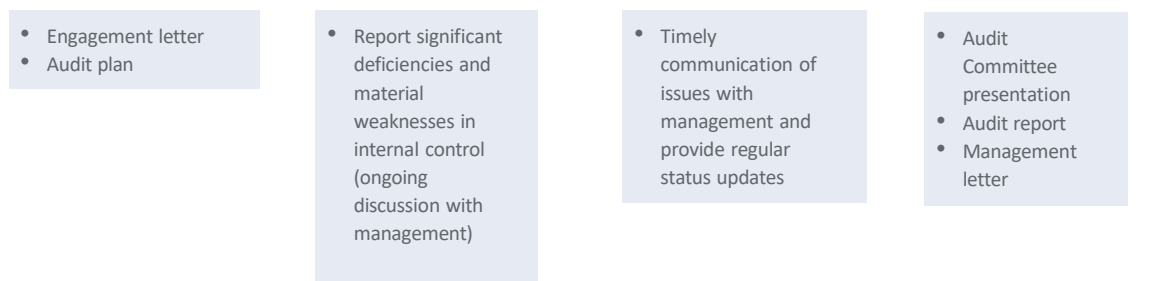 • Engagement letter
• Audit plan
• Report significant
deficiencies and
material
weaknesses in
internal control
(ongoing
discussion with
management)
• Timely
communication of
issues with
management and
provide regular
status updates
• Audit
Committee
presentation
• Audit report
• Management
letter